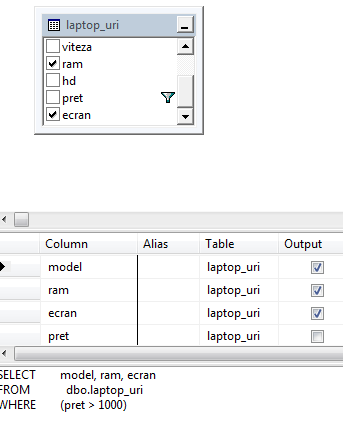 laptop_uri
viteza
ram
hd
pret
ecran
Column Alias Table Output
model laptop_uri
ram laptop_uri
ecran laptop_uri
pret laptop_uri
SELECT model, ram, ecran
FROM dbo.laptop_uri
WHERE (pret > 1000)